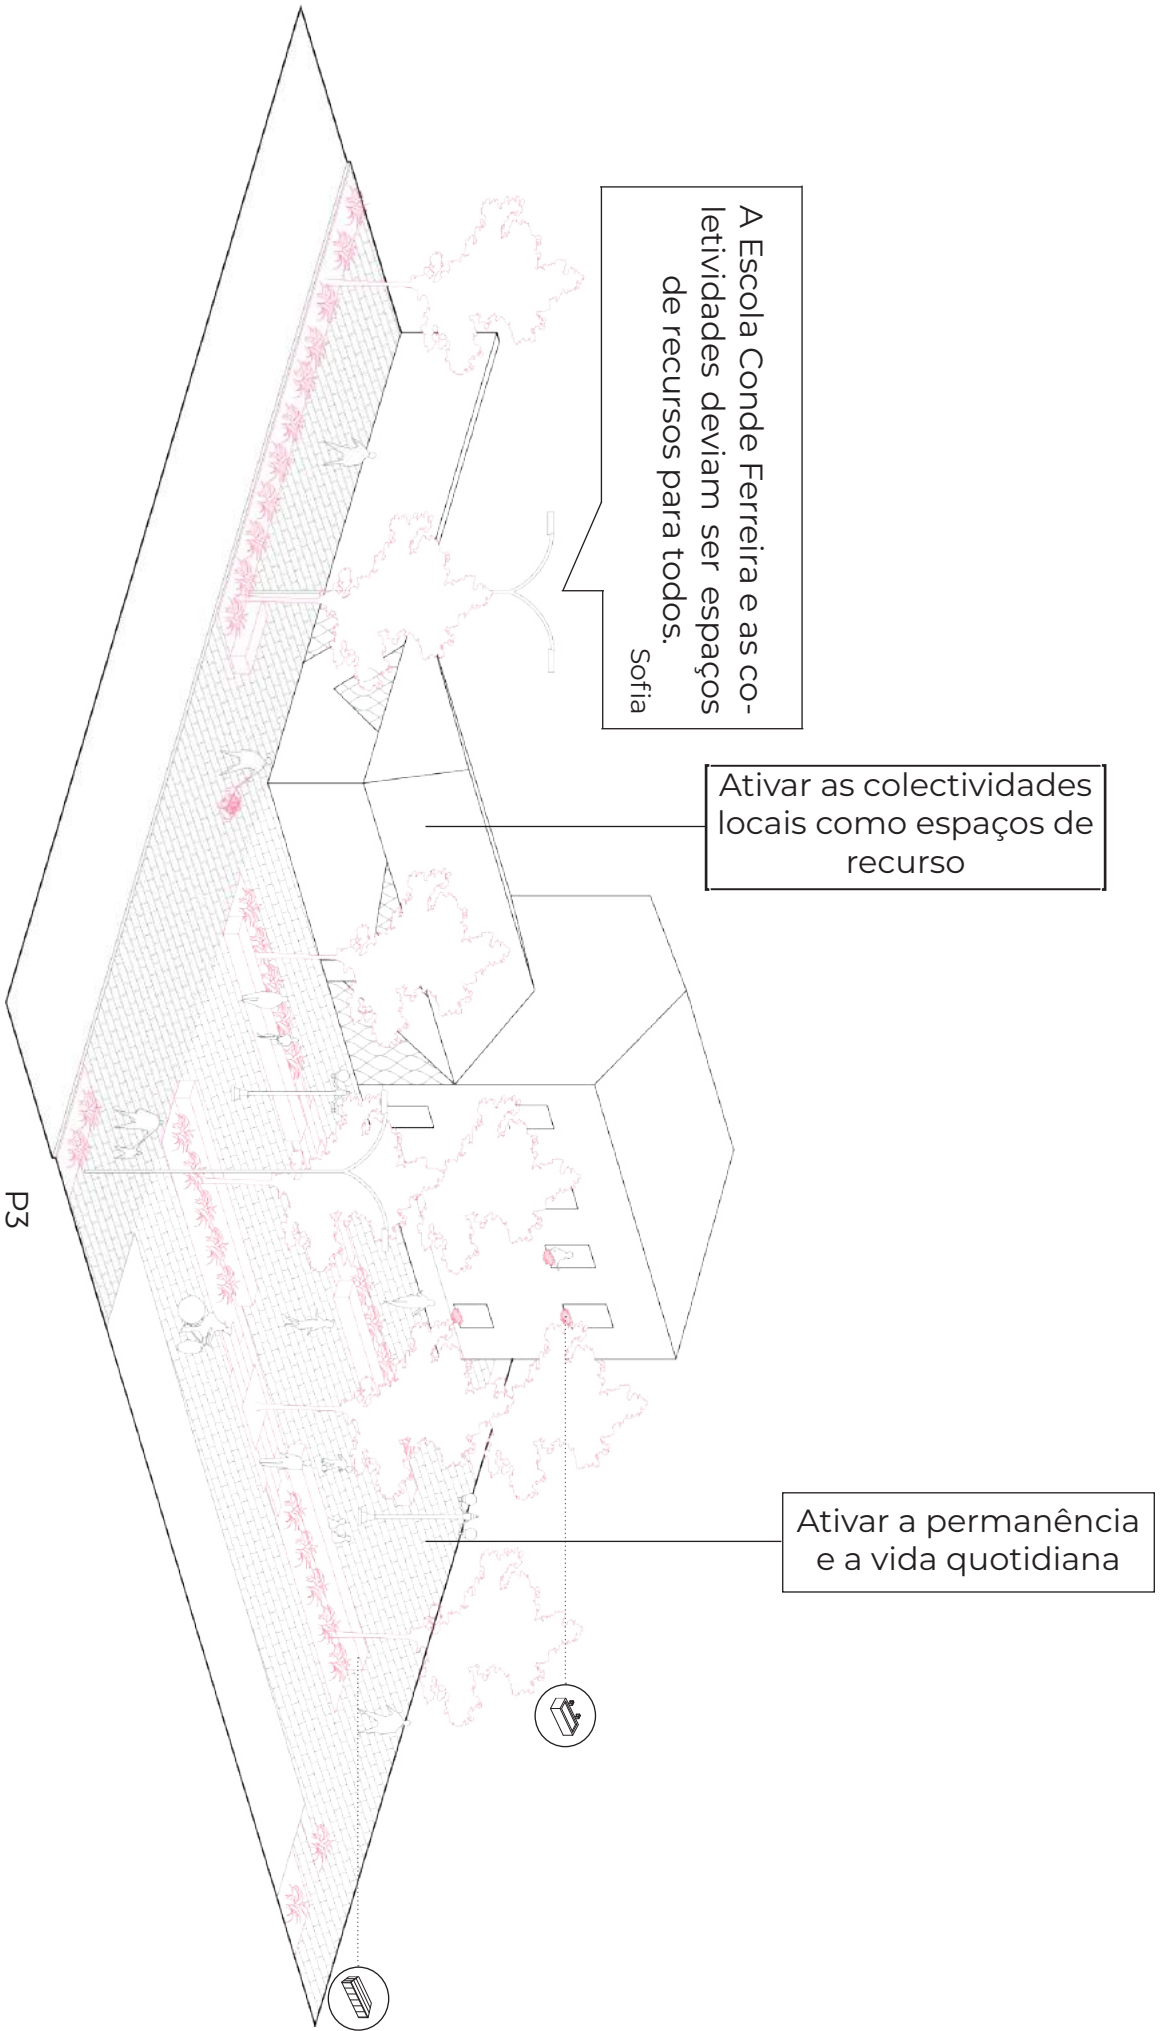 A Escola Conde Ferreira e as co-
letividades deviam ser espaços
de recursos para todos.
Sofia
Ativar as colectividades
locais como espaços de
recurso
Ativar a permanência
e a vida quotidiana
P3